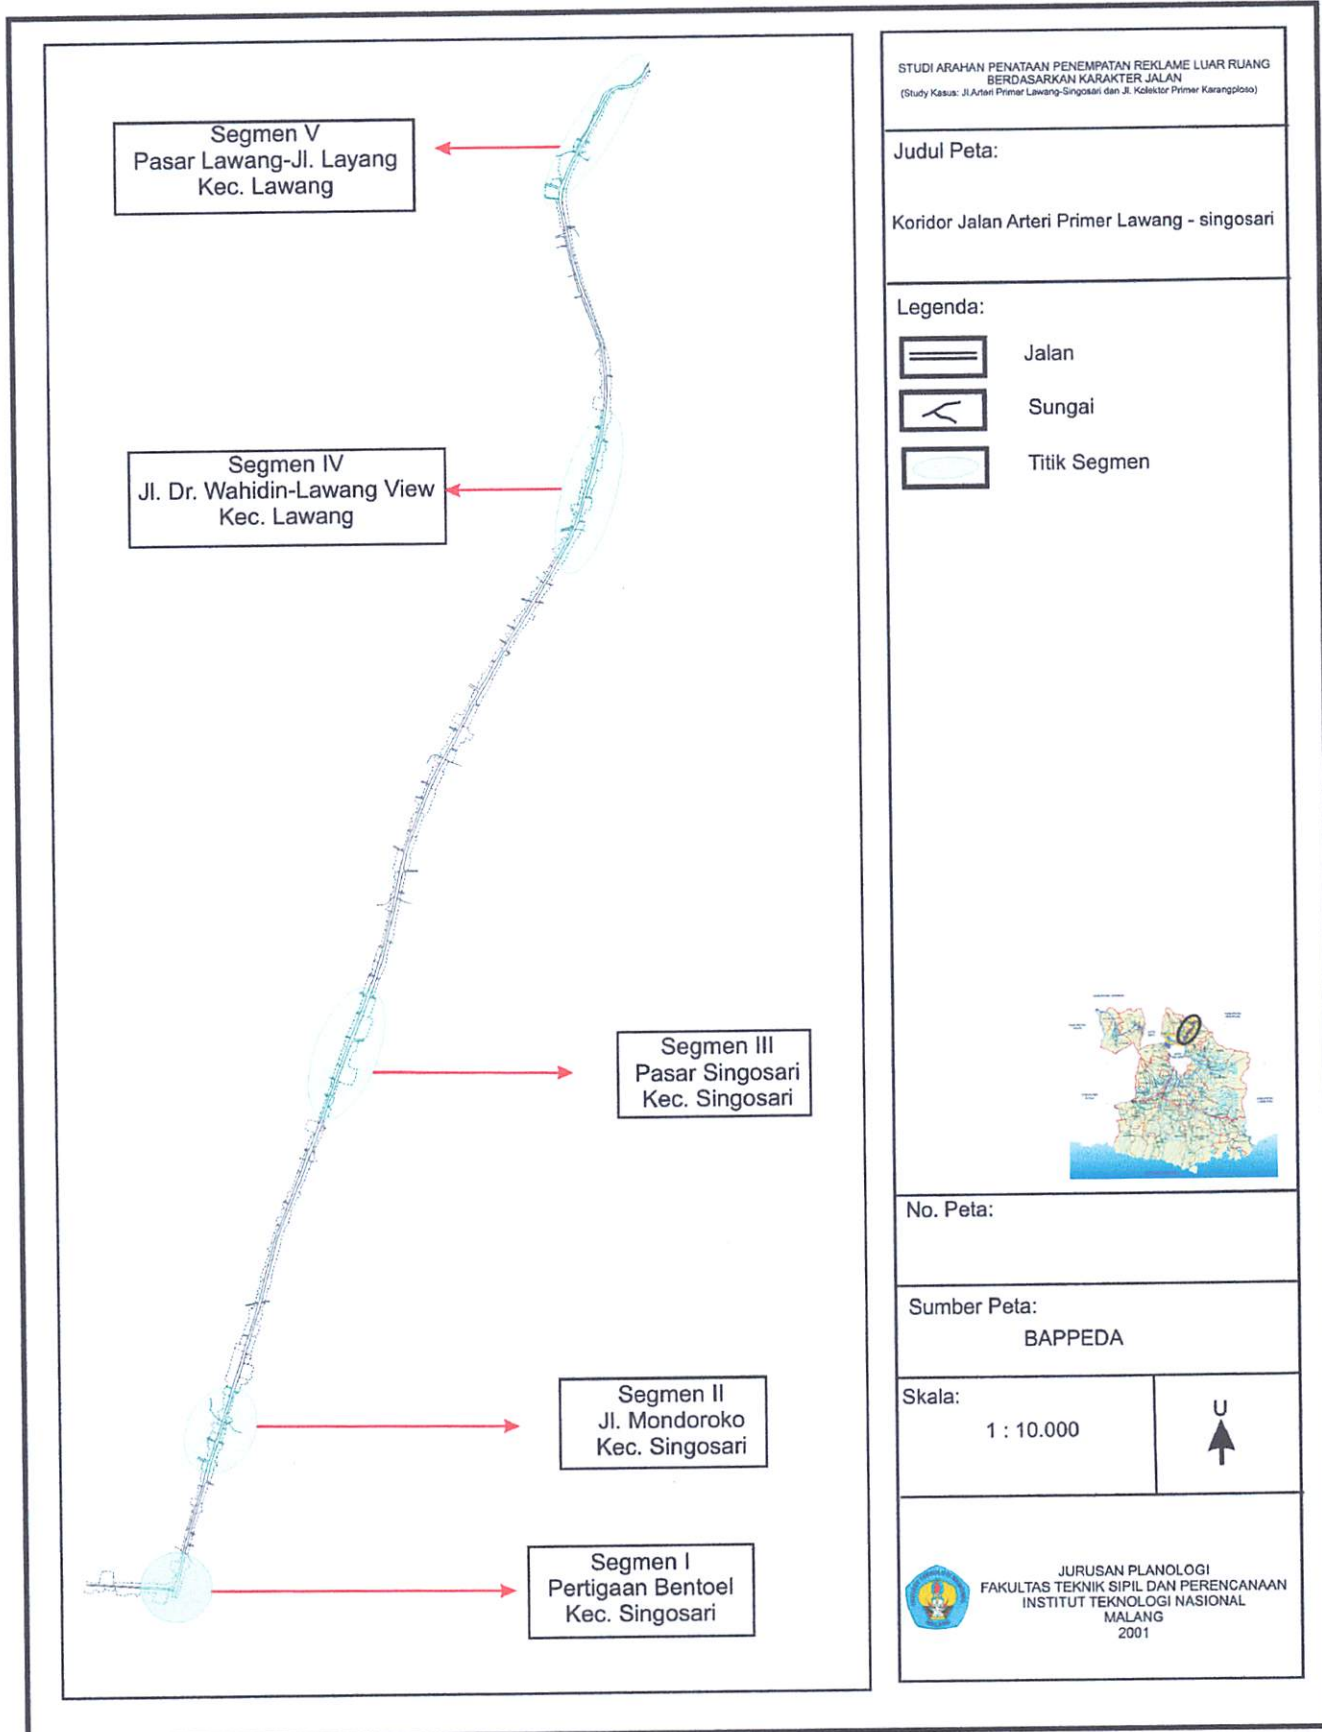 Segmen V
Pasar Lawang-Jl. Layang
Kec. Lawang
Segmen IV
Jl. Dr. Wahidin-Lawang View
Kec. Lawang
Segmen III
Pasar Singosari
Kec. Singosari
Segmen II
Jl. Mondoroko
Kec. Singosari
Segmen I
Pertigaan Bentoel
Kec. Singosari
STUDI ARAHAN PENATAAN PENEMPATAN REKLAME LUAR RUANG
BERDASARKAN KARAKTER JALAN
(Study Kasus: Jl.Arteri Primer Lawang-Singosari dan Jl. Kolektor Primer Karangploso)
Judul Peta:
Koridor Jalan Arteri Primer Lawang - singosari
Legenda:
Jalan
Sungai
Titik Segmen
No. Peta:
Sumber Peta:
BAPPEDA
Skala:
1 : 10.000
U
JURUSAN PLANOLOGI
FAKULTAS TEKNIK SIPIL DAN PERENCANAAN
INSTITUT TEKNOLOGI NASIONAL
MALANG
2001